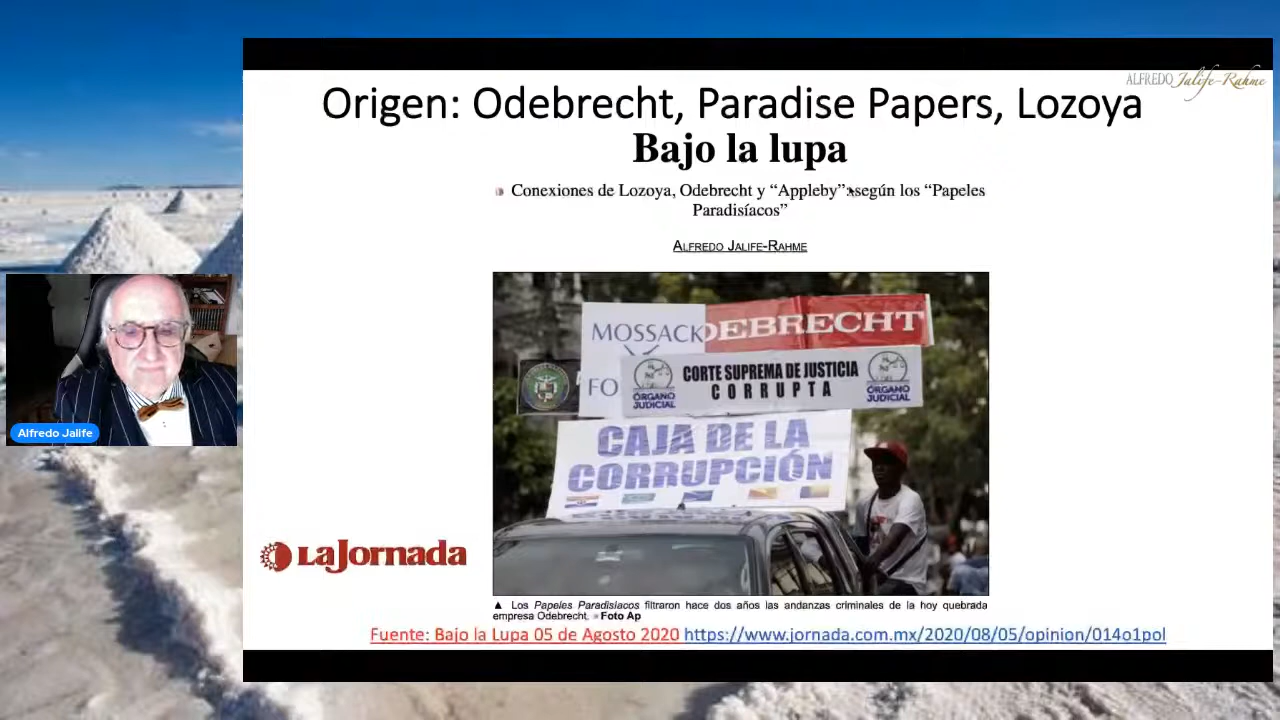 ALFREDO Jalife-Rahme
Origen: Odebrecht, Paradise Papers, Lozoya
Bajo la lupa
Conexiones de Lozoya, Odebrecht y “Appleby”: según los “Papeles
Paradisíacos”
ALFREDO JALIFE-RAHME
MOSSACK
ODEBRECHT
FO
CORTE SUPREMA DE JUSTICIA
CORRUPTA
ÓRGANO
JUDICIAL
ÓRGANO
JUDICIAL
CAJA DE LA
CORRUPCIÓN
Alfredo Jalife
LaJornada
▲ Los Papeles Paradisiacos filtraron hace dos años las andanzas criminales de la hoy quebrada
empresa Odebrecht. Foto Ap
Fuente: Bajo la Lupa 05 de Agosto 2020 https://www.jornada.com.mx/2020/08/05/opinion/014o1pol